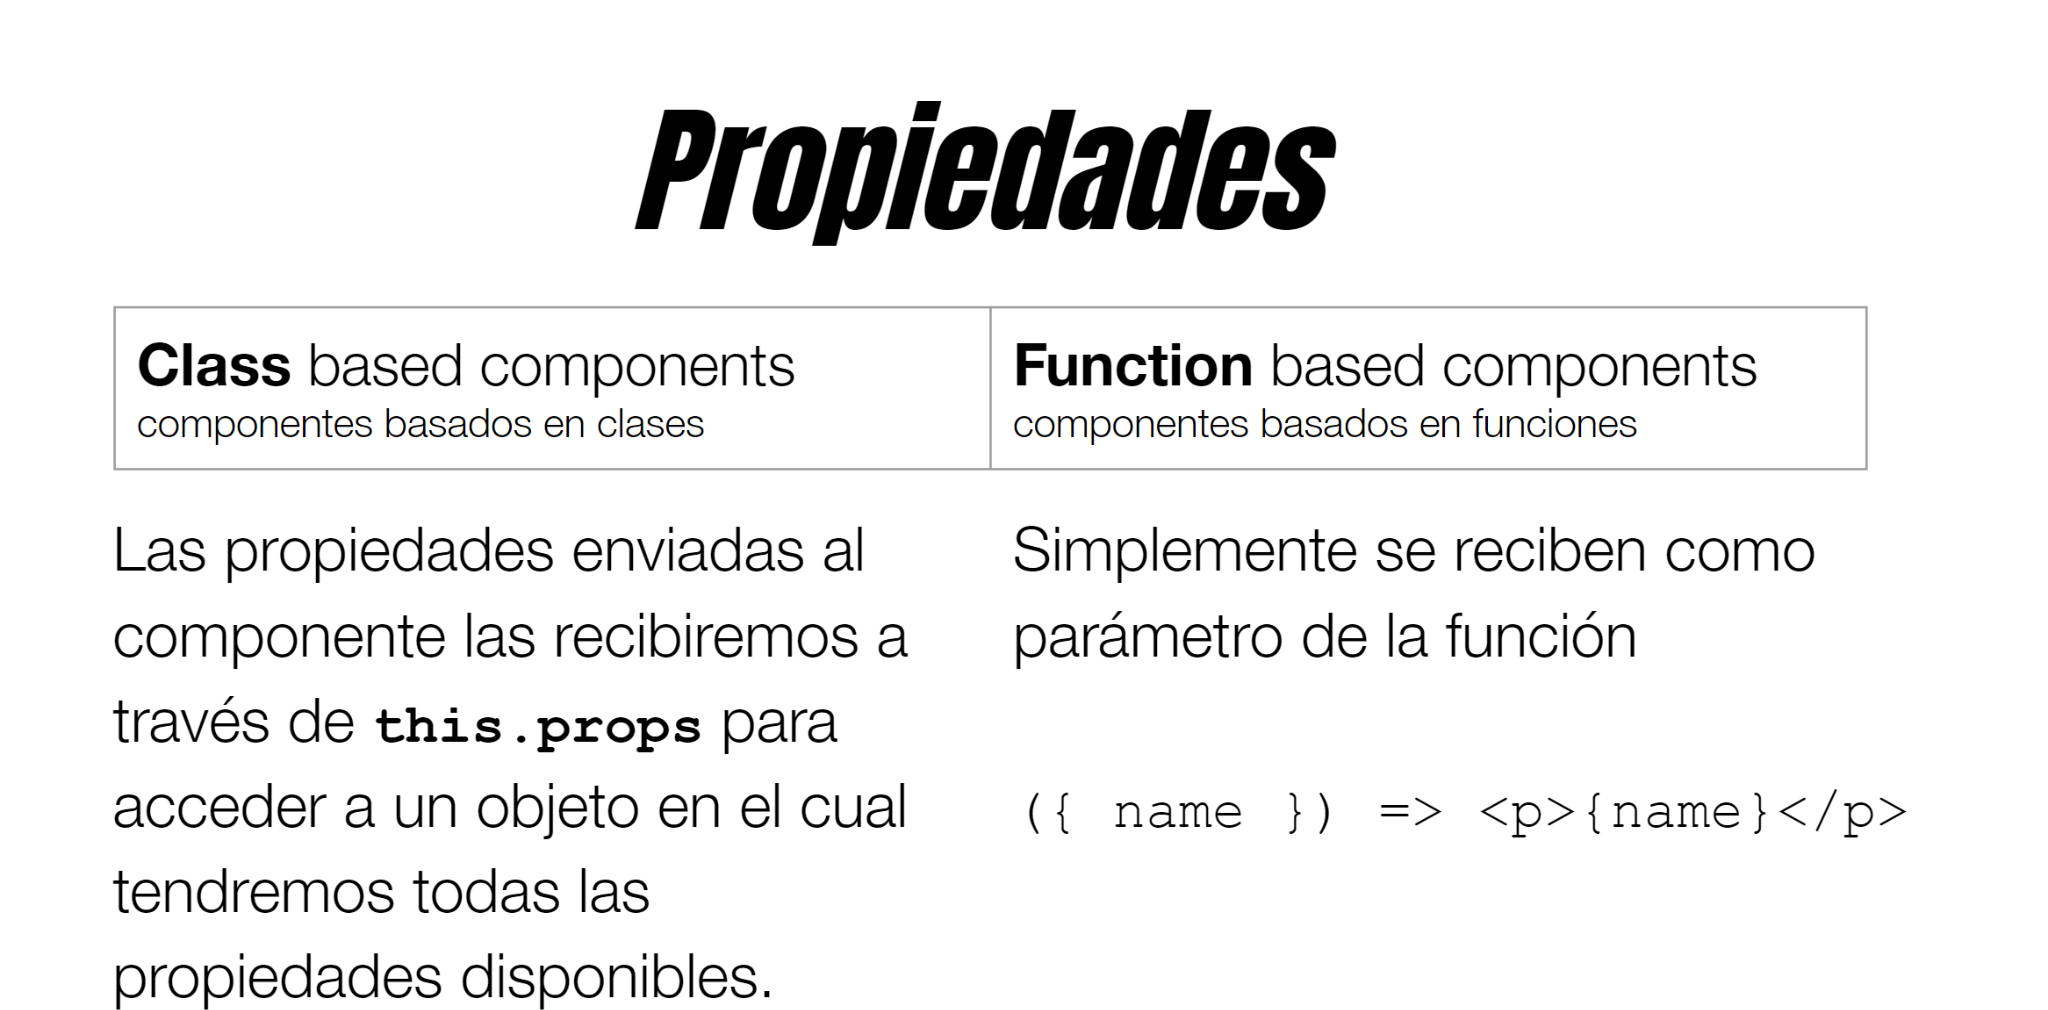 Propiedades
Class based components
componentes basados en clases
Function based components
componentes basados en funciones
Las propiedades enviadas al
componente las recibiremos a
través de this.props para
acceder a un objeto en el cual
tendremos todas las
propiedades disponibles.
Simplemente se reciben como
parámetro de la función
({ name }) => <p>{name}</p>